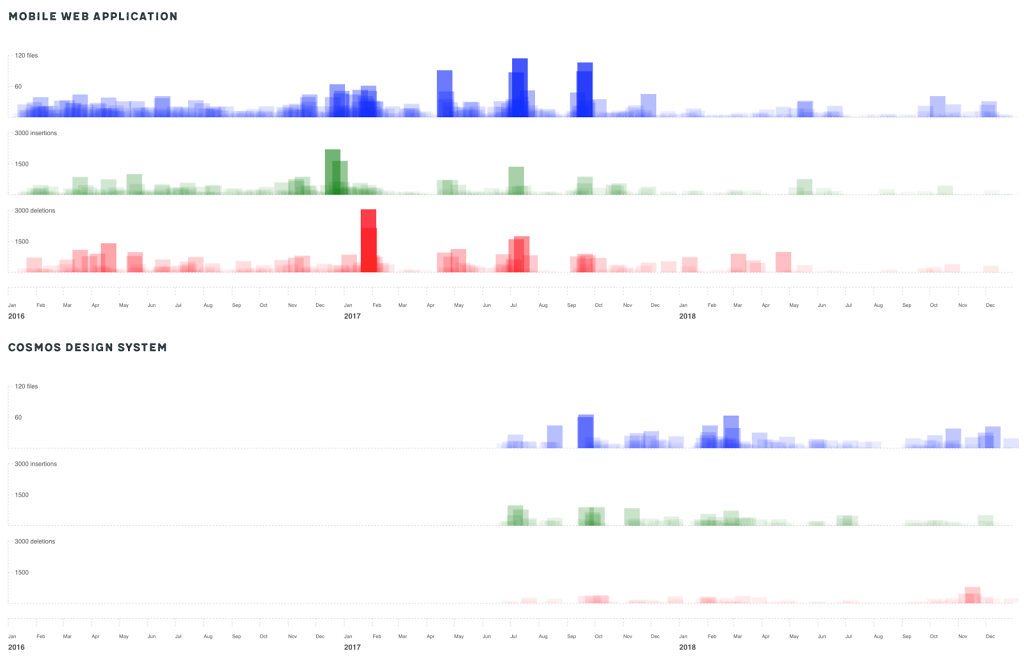 MOBILE WEB APPLICATION
120 files
60
3000 insertions
1500
3000 deletions
1500
Jan Feb Mar Apr May Jun Jul Aug Sep Oct Nov Dec Jan Feb Mar Apr May Jun Jul Aug Sep Oct Nov Dec Jan Feb Mar Apr May Jun Jul Aug Sep Oct Nov Dec
2016 2017 2018
COSMOS DESIGN SYSTEM
120 files
60
3000 insertions
1500
3000 deletions
1500
Jan Feb Mar Apr May Jun Jul Aug Sep Oct Nov Dec Jan Feb Mar Apr May Jun Jul Aug Sep Oct Nov Dec Jan Feb Mar Apr May Jun Jul Aug Sep Oct Nov Dec
2016 2017 2018